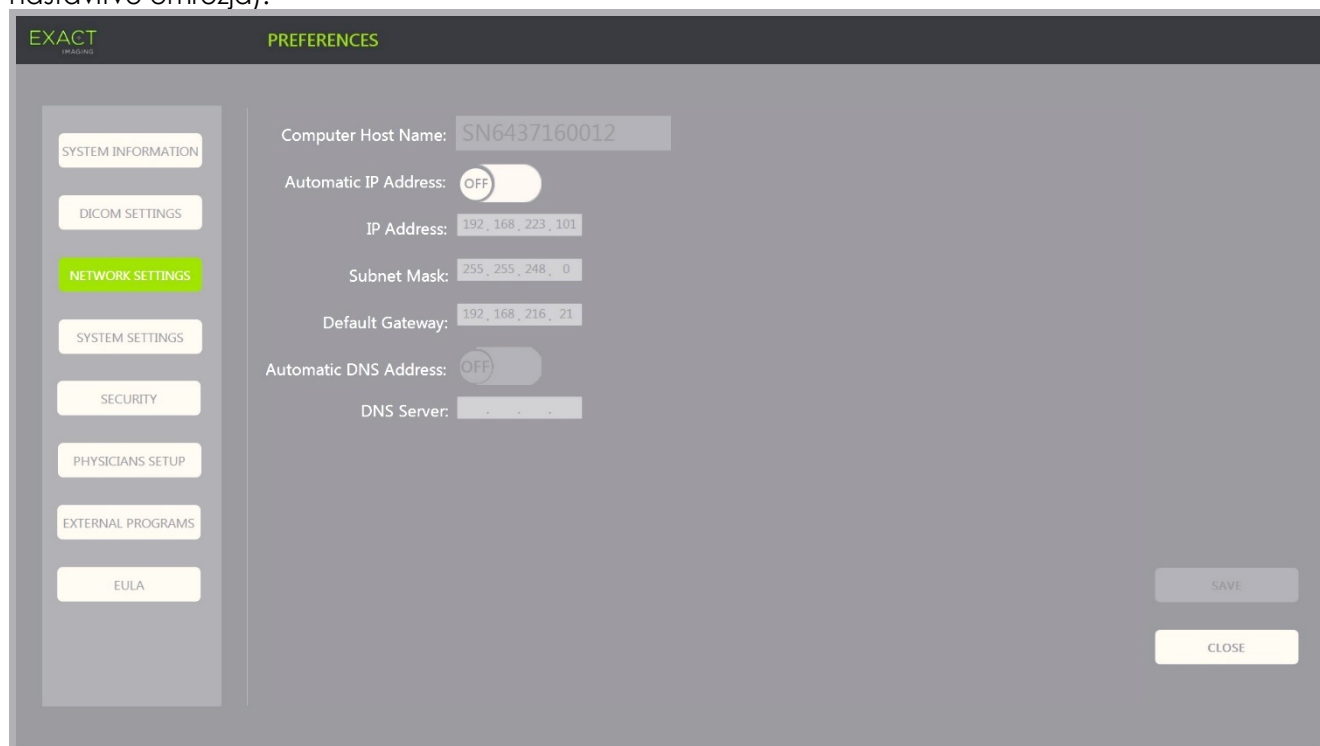 EXACT
IMAGING
PREFERENCES
SYSTEM INFORMATION
DICOM SETTINGS
NETWORK SETTINGS
SYSTEM SETTINGS
SECURITY
PHYSICIANS SETUP
EXTERNAL PROGRAMS
EULA
Computer Host Name: SN6437160012
Automatic IP Address: OFF
IP Address: 192 . 168 . 223 . 101
Subnet Mask: 255 . 255 . 248 . 0
Default Gateway: 192 . 168 . 216 . 21
Automatic DNS Address: OFF
DNS Server: . . .
SAVE
CLOSE